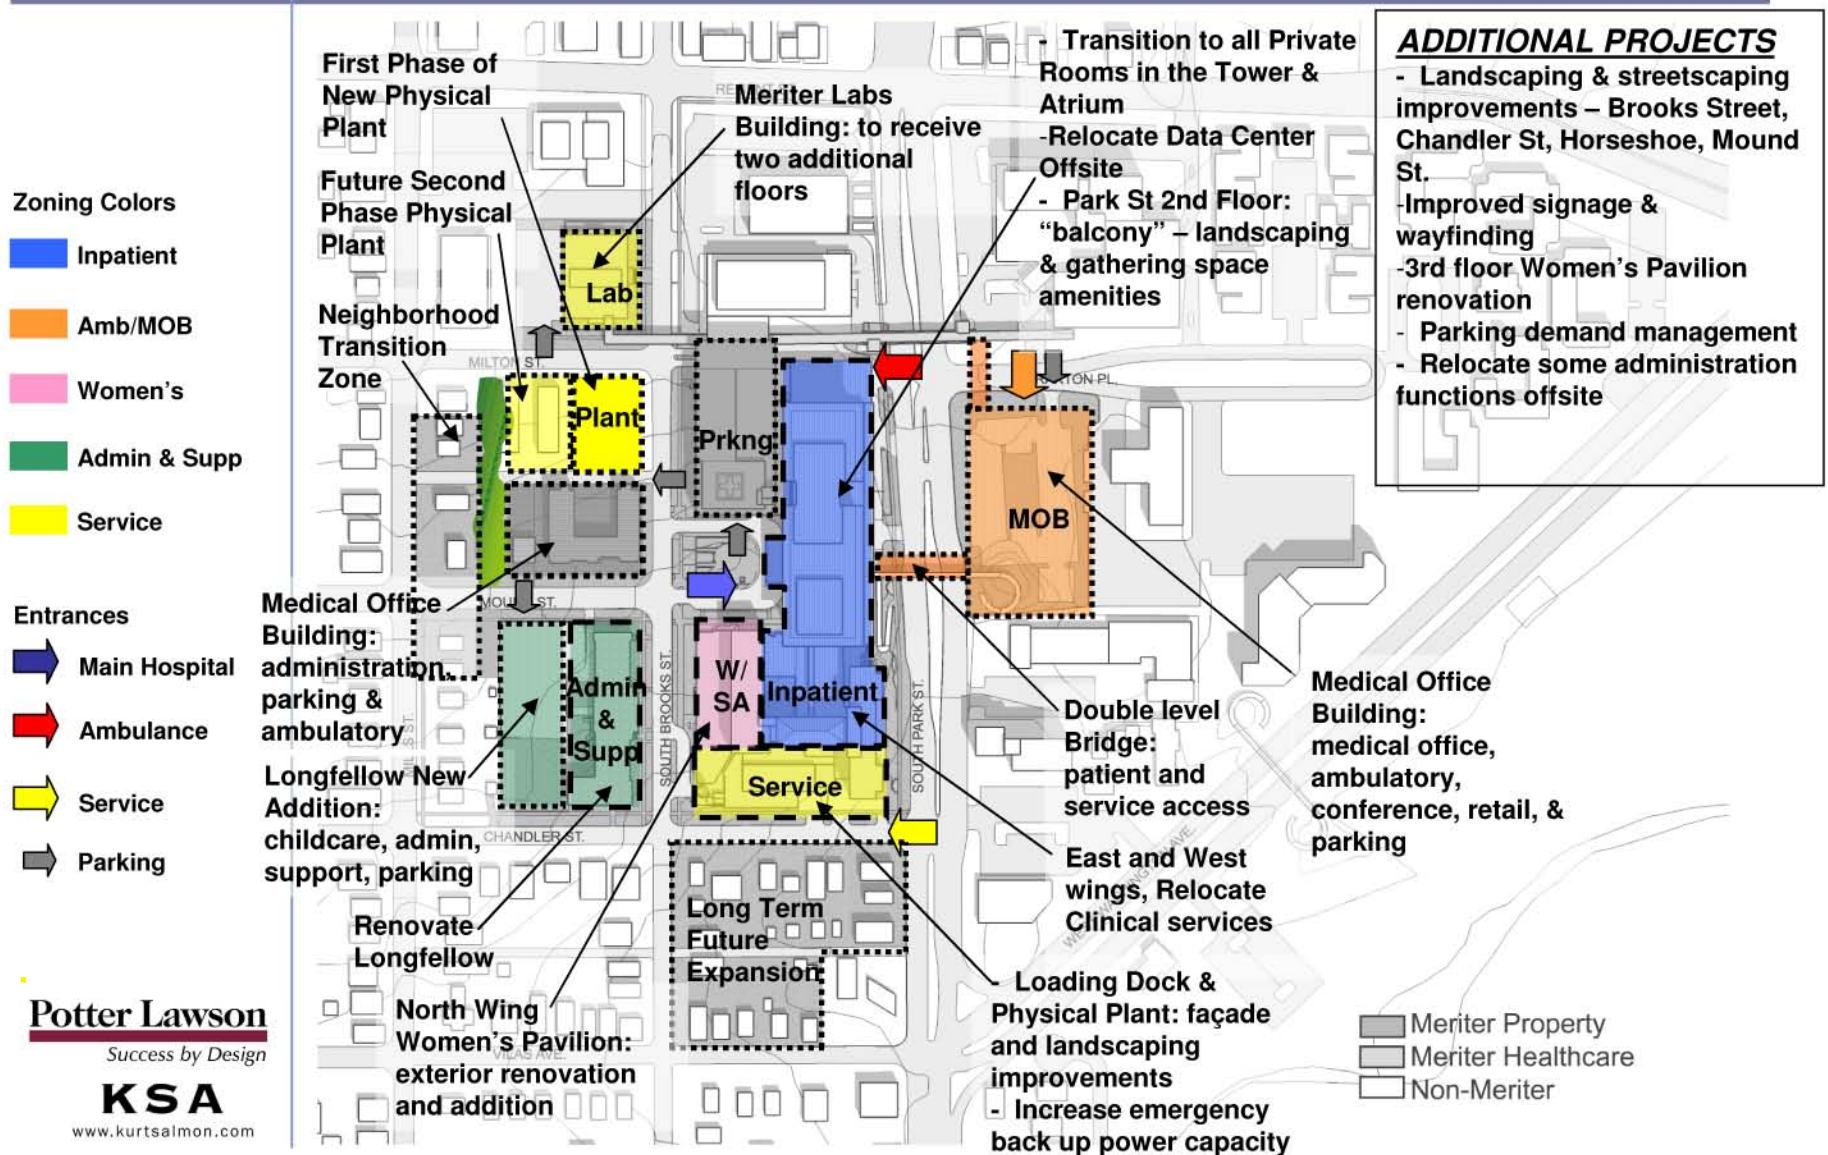 Zoning Colors
Inpatient
Amb/MOB
Women's
Admin & Supp
Service
Entrances
Main Hospital
Ambulance
Service
Parking
Potter Lawson
Success by Design
KSA
www.kurtsalmon.com
First Phase of
New Physical
Plant
Future Second
Phase Physical
Plant
Neighborhood
Transition
Zone
Meriter Labs
Building: to receive
two additional
floors
- Transition to all Private
Rooms in the Tower &
Atrium
-Relocate Data Center
Offsite
- Park St 2nd Floor:
“balcony” – landscaping
& gathering space
amenities
ADDITIONAL PROJECTS
- Landscaping & streetscaping
improvements – Brooks Street,
Chandler St, Horseshoe, Mound
St.
-Improved signage &
wayfinding
-3rd floor Women’s Pavilion
renovation
- Parking demand management
- Relocate some administration
functions offsite
Lab
MILTON ST.
Plant
Prkng
MOB
Medical Office
Building:
administration,
parking &
ambulatory
MOUND ST.
Longfellow New
Addition:
childcare, admin,
support, parking
Admin
&
Supp
SOUTH BROOKS ST.
W/
SA
Inpatient
Service
SOUTH PARK ST.
CHANDLER ST.
Renovate
Longfellow
North Wing
Women’s Pavilion:
exterior renovation
and addition
VILAS AVE.
Long Term
Future
Expansion
Double level
Bridge:
patient and
service access
East and West
wings, Relocate
Clinical services
- Loading Dock &
Physical Plant: façade
and landscaping
improvements
- Increase emergency
back up power capacity
Medical Office
Building:
medical office,
ambulatory,
conference, retail, &
parking
Meriter Property
Meriter Healthcare
Non-Meriter